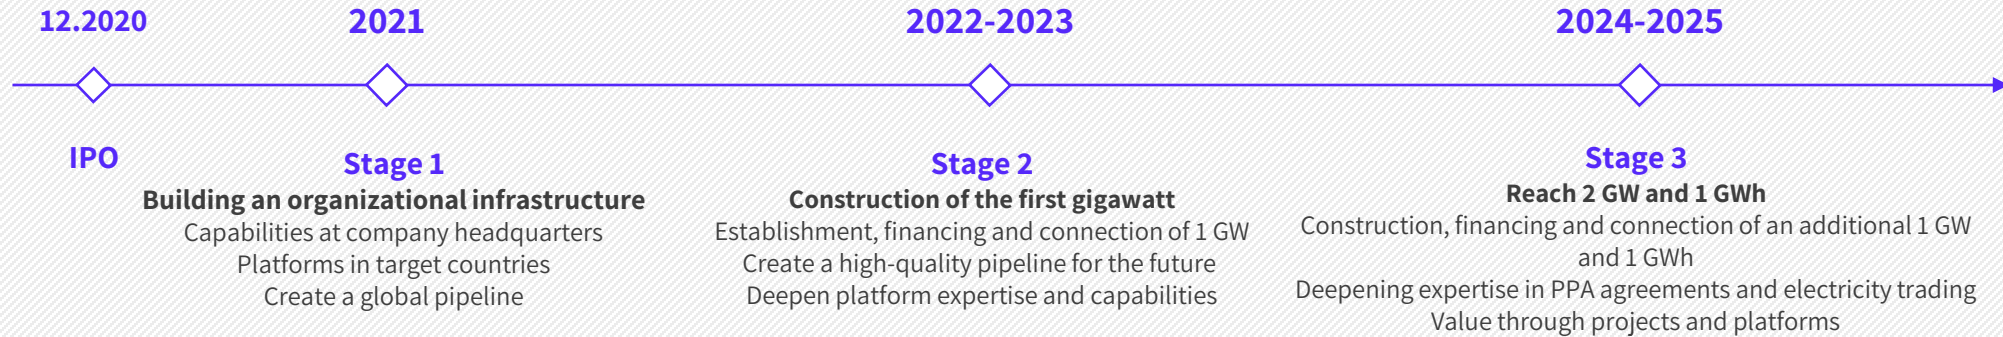 12.2020
IPO
2021
Stage 1
Building an organizational infrastructure
Capabilities at company headquarters
Platforms in target countries
Create a global pipeline
2022-2023
Stage 2
Construction of the first gigawatt
Establishment, financing and connection of 1 GW
Create a high-quality pipeline for the future
Deepen platform expertise and capabilities
2024-2025
Stage 3
Reach 2 GW and 1 GWh
Construction, financing and connection of an additional 1 GW
and 1 GWh
Deepening expertise in PPA agreements and electricity trading
Value through projects and platforms